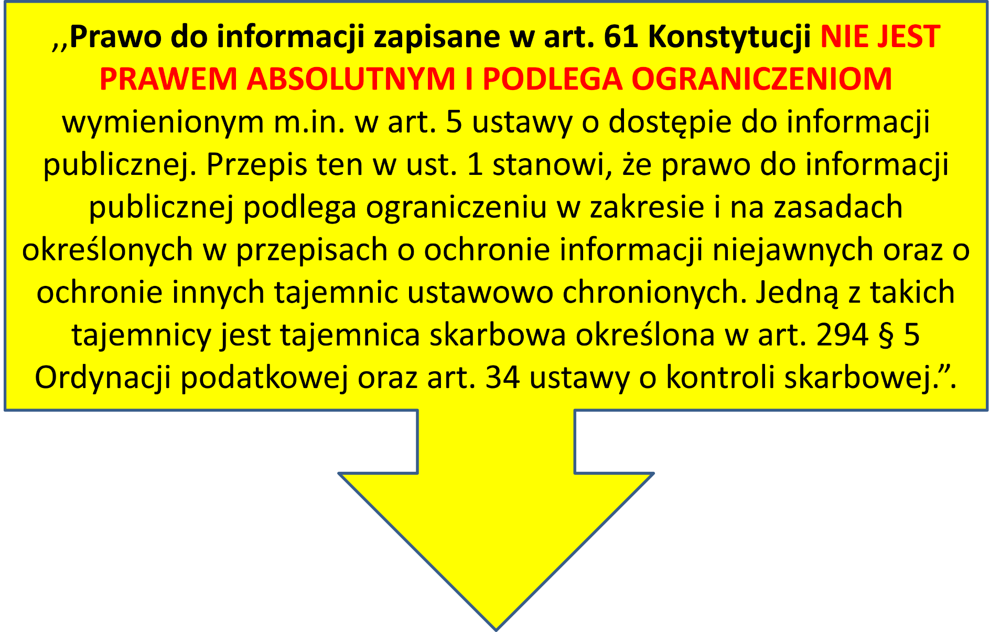 ,,Prawo do informacji zapisane w art. 61 Konstytucji NIE JEST
PRAWEM ABSOLUTNYM I PODLEGA OGRANICZENIOM
wymienionym m.in. w art. 5 ustawy o dostępie do informacji
publicznej. Przepis ten w ust. 1 stanowi, że prawo do informacji
publicznej podlega ograniczeniu w zakresie i na zasadach
określonych w przepisach o ochronie informacji niejawnych oraz o
ochronie innych tajemnic ustawowo chronionych. Jedną z takich
tajemnicy jest tajemnica skarbowa określona w art. 294 § 5
Ordynacji podatkowej oraz art. 34 ustawy o kontroli skarbowej.”.